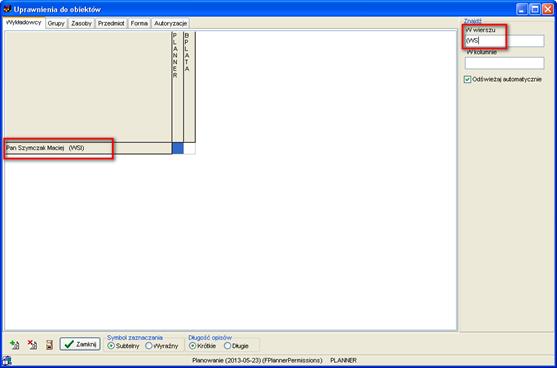 Uprawnienia do obiektów
Wykładowcy Grupy Zasoby Przedmiot Forma Autoryzacje
Znajdź
W wierszu
(WS
W kolumnie
Odświeżaj automatycznie
PLANNER
BPLATA
Pan Szymczak Maciej (WSI)
Zamknij
Symbol zaznaczania
Subtelny Wyraźny
Długość opisów
Krótkie Długie
Planowanie (2013-05-23) (FPlannerPermissions) PLANNER